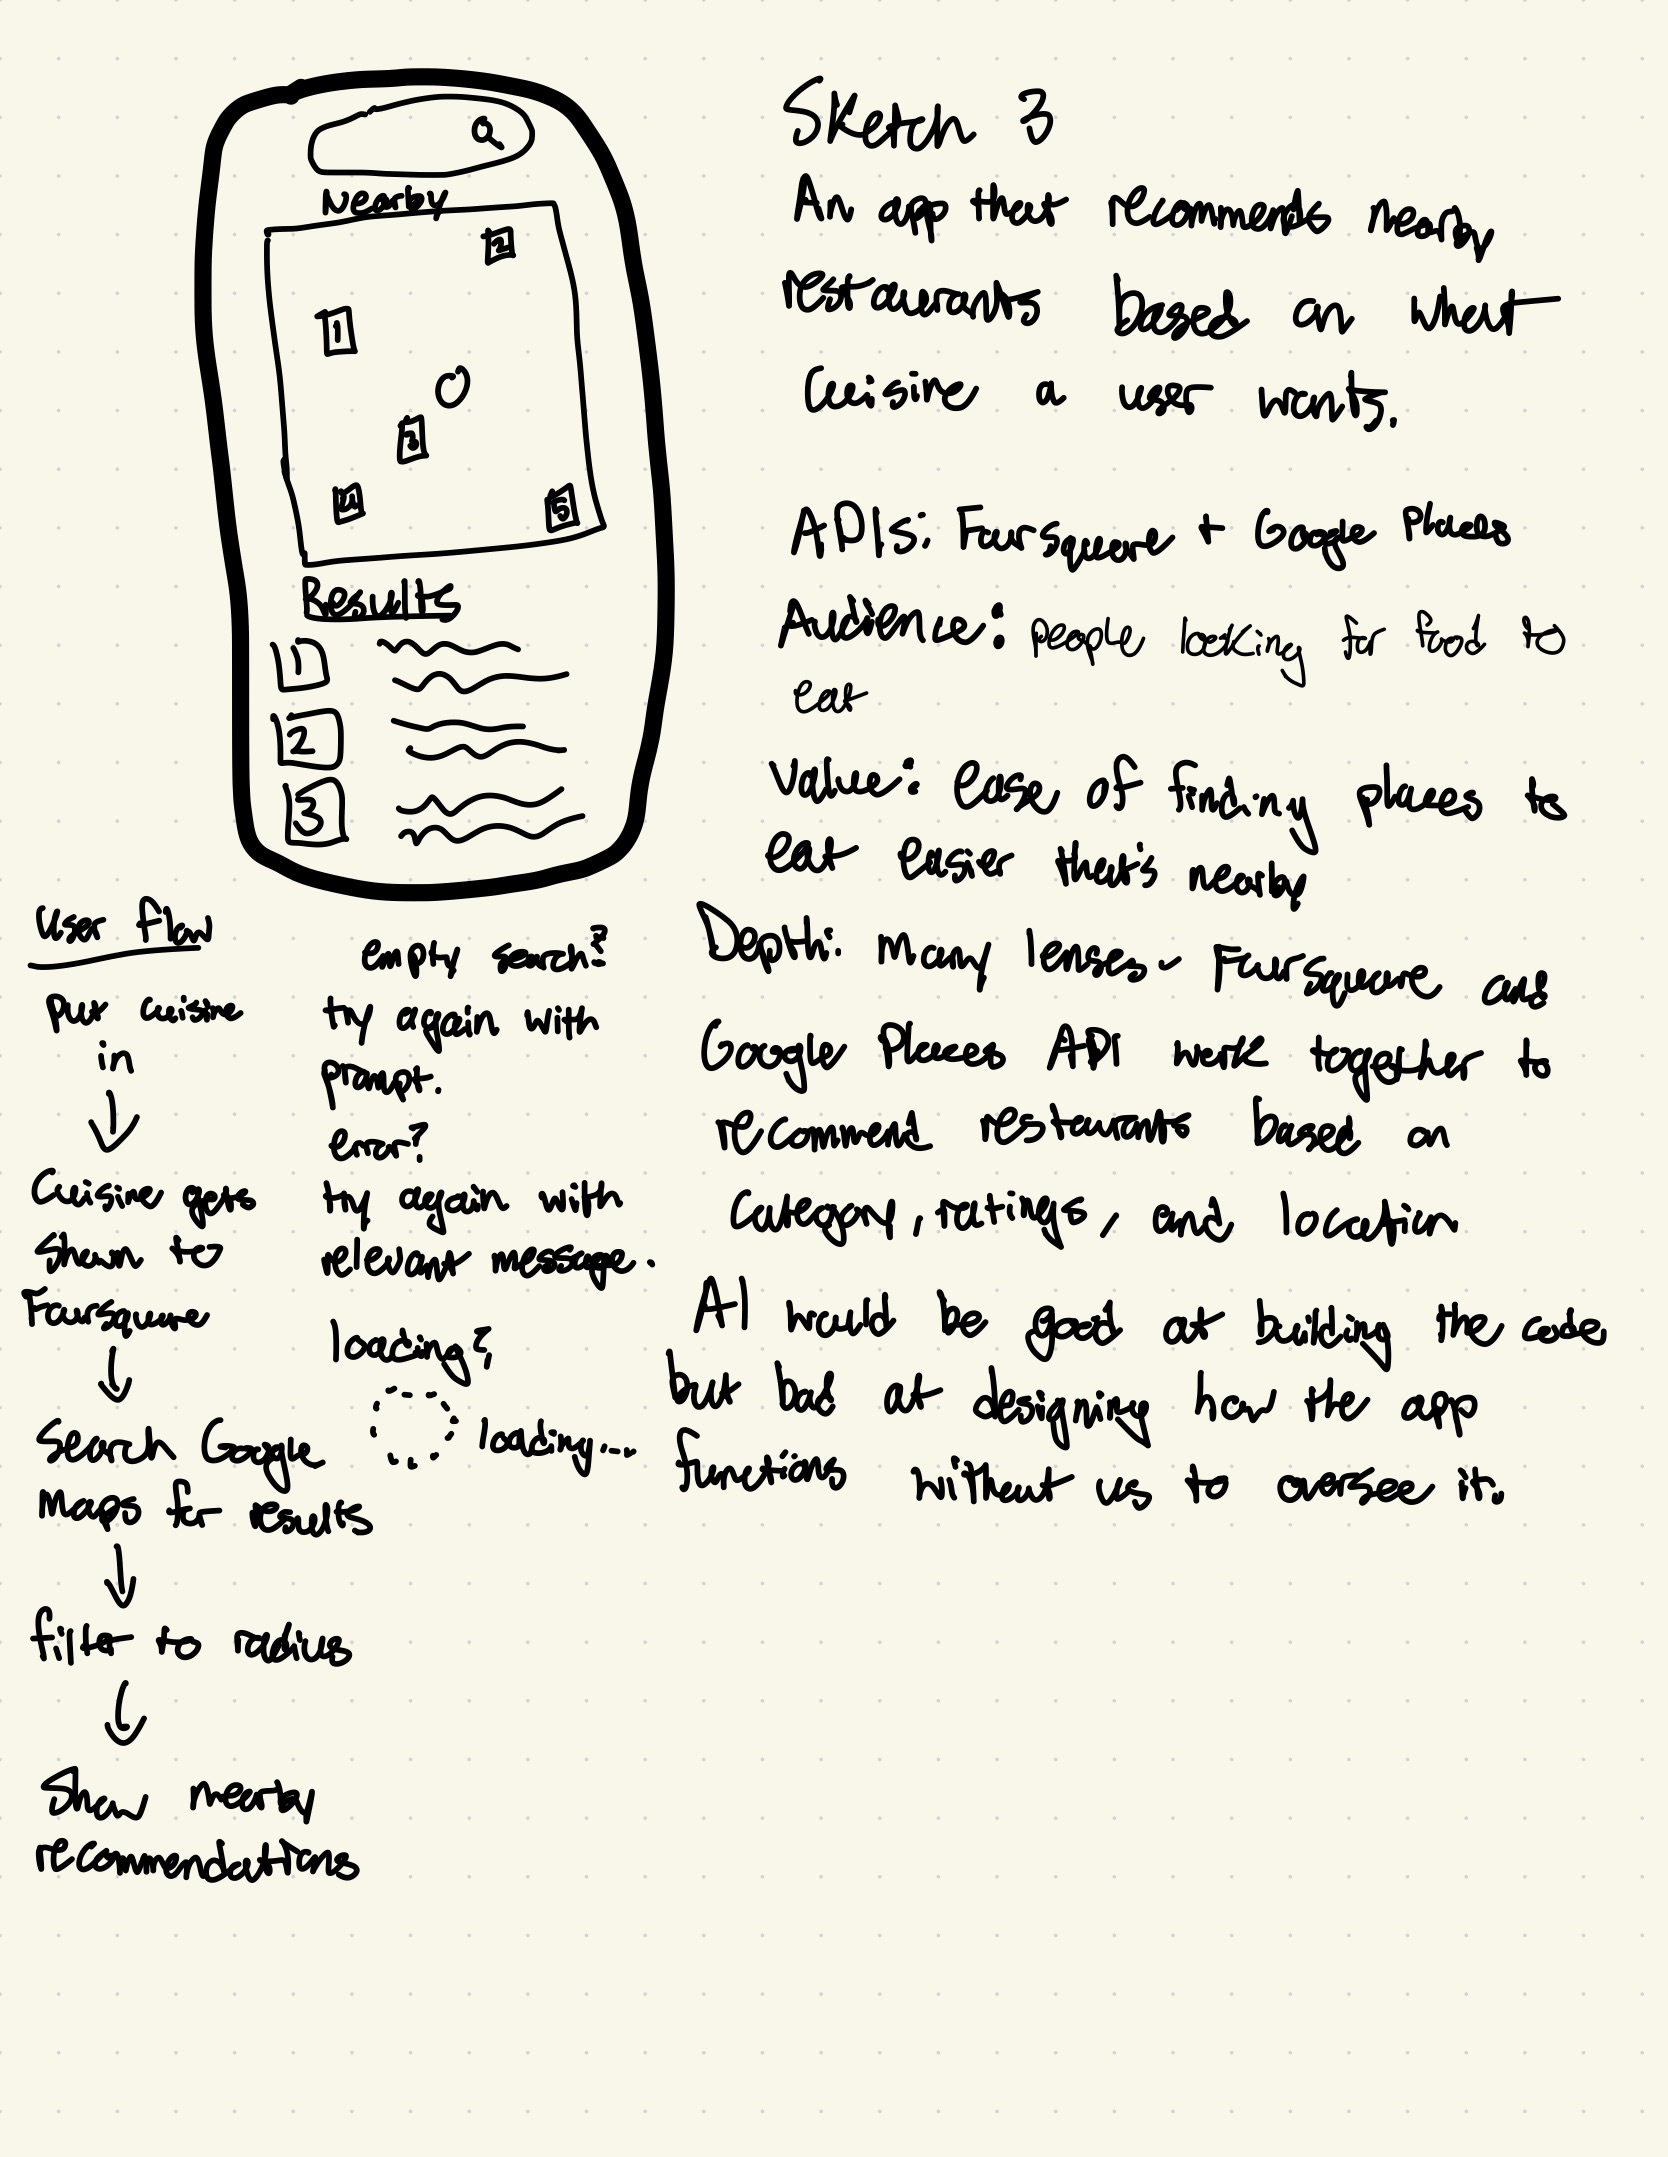 Nearby
2
1
3
4
5
Results
1
2
3
Sketch 3
An app that recommends nearby
restaurants based on what
cuisine a user wants.
APIs: Foursquare + Google Places
Audience: people looking for food to
eat
Value: ease of finding places to
eat easier that's nearby
Depth: Many lenses - Foursquare and
Google Places API work together to
recommend restaurants based on
category, ratings, and location
AI would be good at building the code
but bad at designing how the app
functions without us to oversee it.
User flow
Put cuisine
in
Cuisine gets
shown to
Foursquare
Search Google
Maps for results
filter to radius
Show nearby
recommendations
empty search?
try again with
prompt.
error?
try again with
relevant message.
loading?
loading...